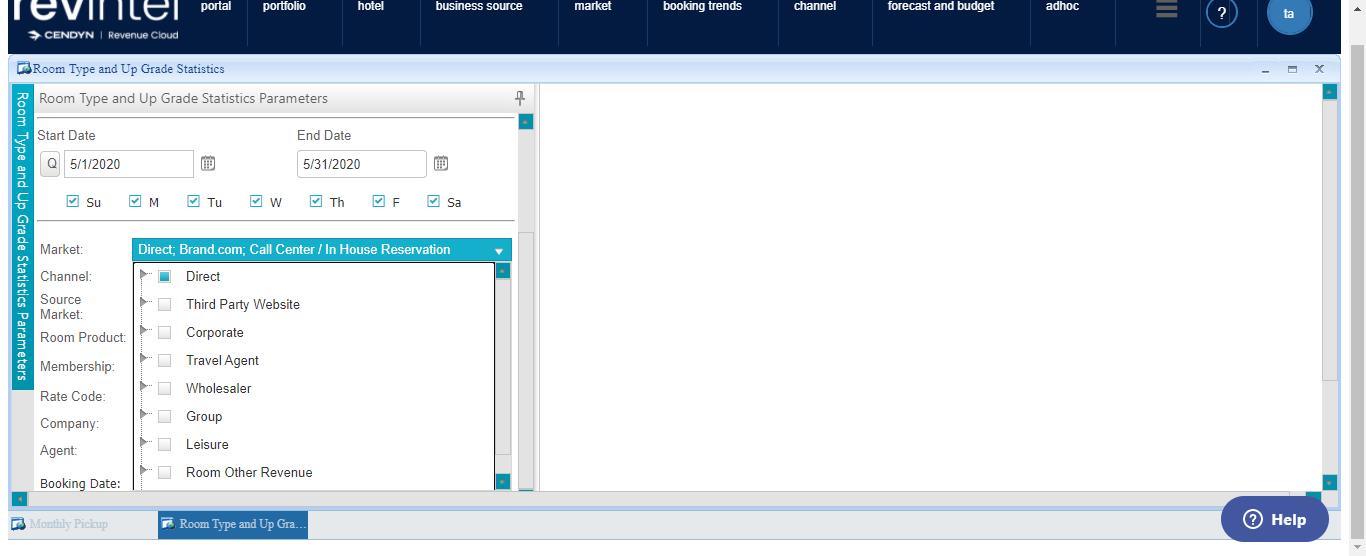 revintel
portal
portfolio
hotel
business source
market
booking trends
channel
forecast and budget
adhoc
?
ta
CENDYN | Revenue Cloud
Room Type and Up Grade Statistics
Room Type and Up Grade Statistics Parameters
Room Type and Up Grade Statistics Parameters
Start Date
End Date
Q
5/1/2020
5/31/2020
Su
M
Tu
W
Th
F
Sa
Market:
Direct; Brand.com; Call Center / In House Reservation
Channel:
Direct
Source
Market:
Third Party Website
Room Product:
Corporate
Membership:
Travel Agent
Rate Code:
Wholesaler
Company:
Group
Agent:
Leisure
Booking Date:
Room Other Revenue
Monthly Pickup
Room Type and Up Gra...
? Help